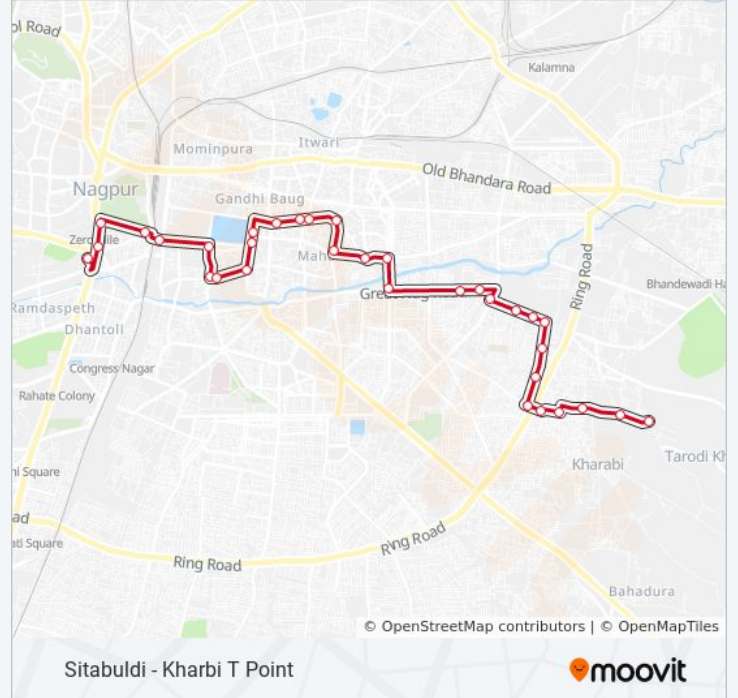 ol Road
Kalamna
Mominpura
Itwari
Old Bhandara Road
Nagpur
Gandhi Baug
Zero Mile
Ring Road
Bhandewadi
Ramdaspeth
Dhantoli
Congress Nagar
Rahate Colony
Kharabi
Tarodi Kh
ni Square
ad
Square
Ring Road
Ring Road
Bahadura
© OpenStreetMap contributors | © OpenMapTiles
Sitabuldi - Kharbi T Point
moovit